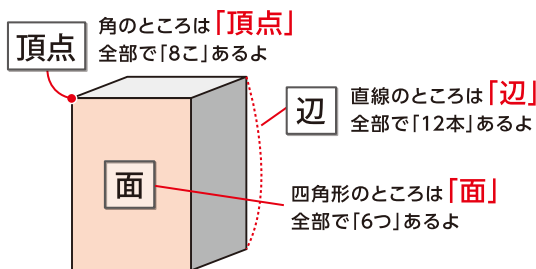 頂点
角のところは「頂点」
全部で「8こ」あるよ
辺
直線のところは「辺」
全部で「12本」あるよ
面
四角形のところは「面」
全部で「6つ」あるよ